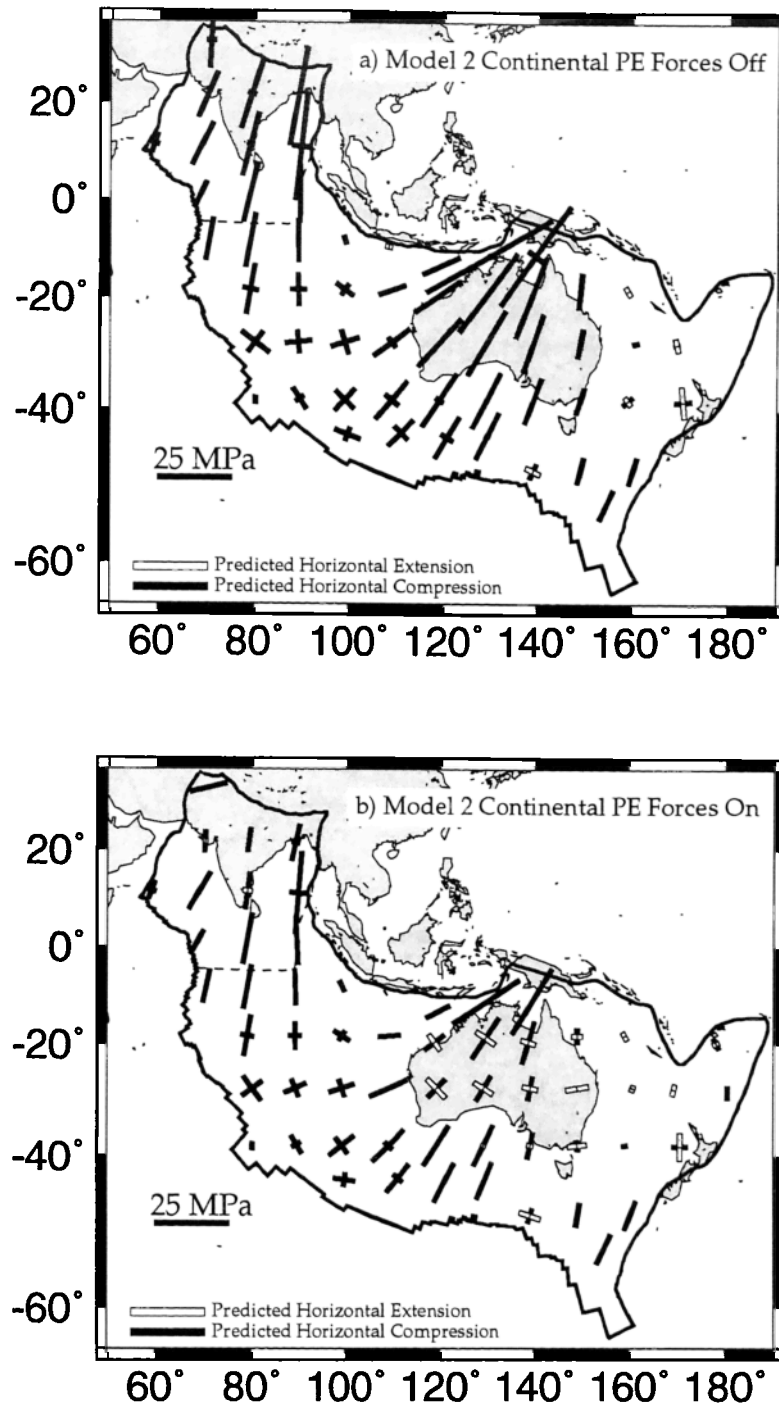 a) Model 2 Continental PE Forces Off
20°
0°
-20°
-40°
25 MPa
-60°
Predicted Horizontal Extension
Predicted Horizontal Compression
60° 80° 100° 120° 140° 160° 180°
b) Model 2 Continental PE Forces On
20°
0°
-20°
-40°
25 MPa
-60°
Predicted Horizontal Extension
Predicted Horizontal Compression
60° 80° 100° 120° 140° 160° 180°